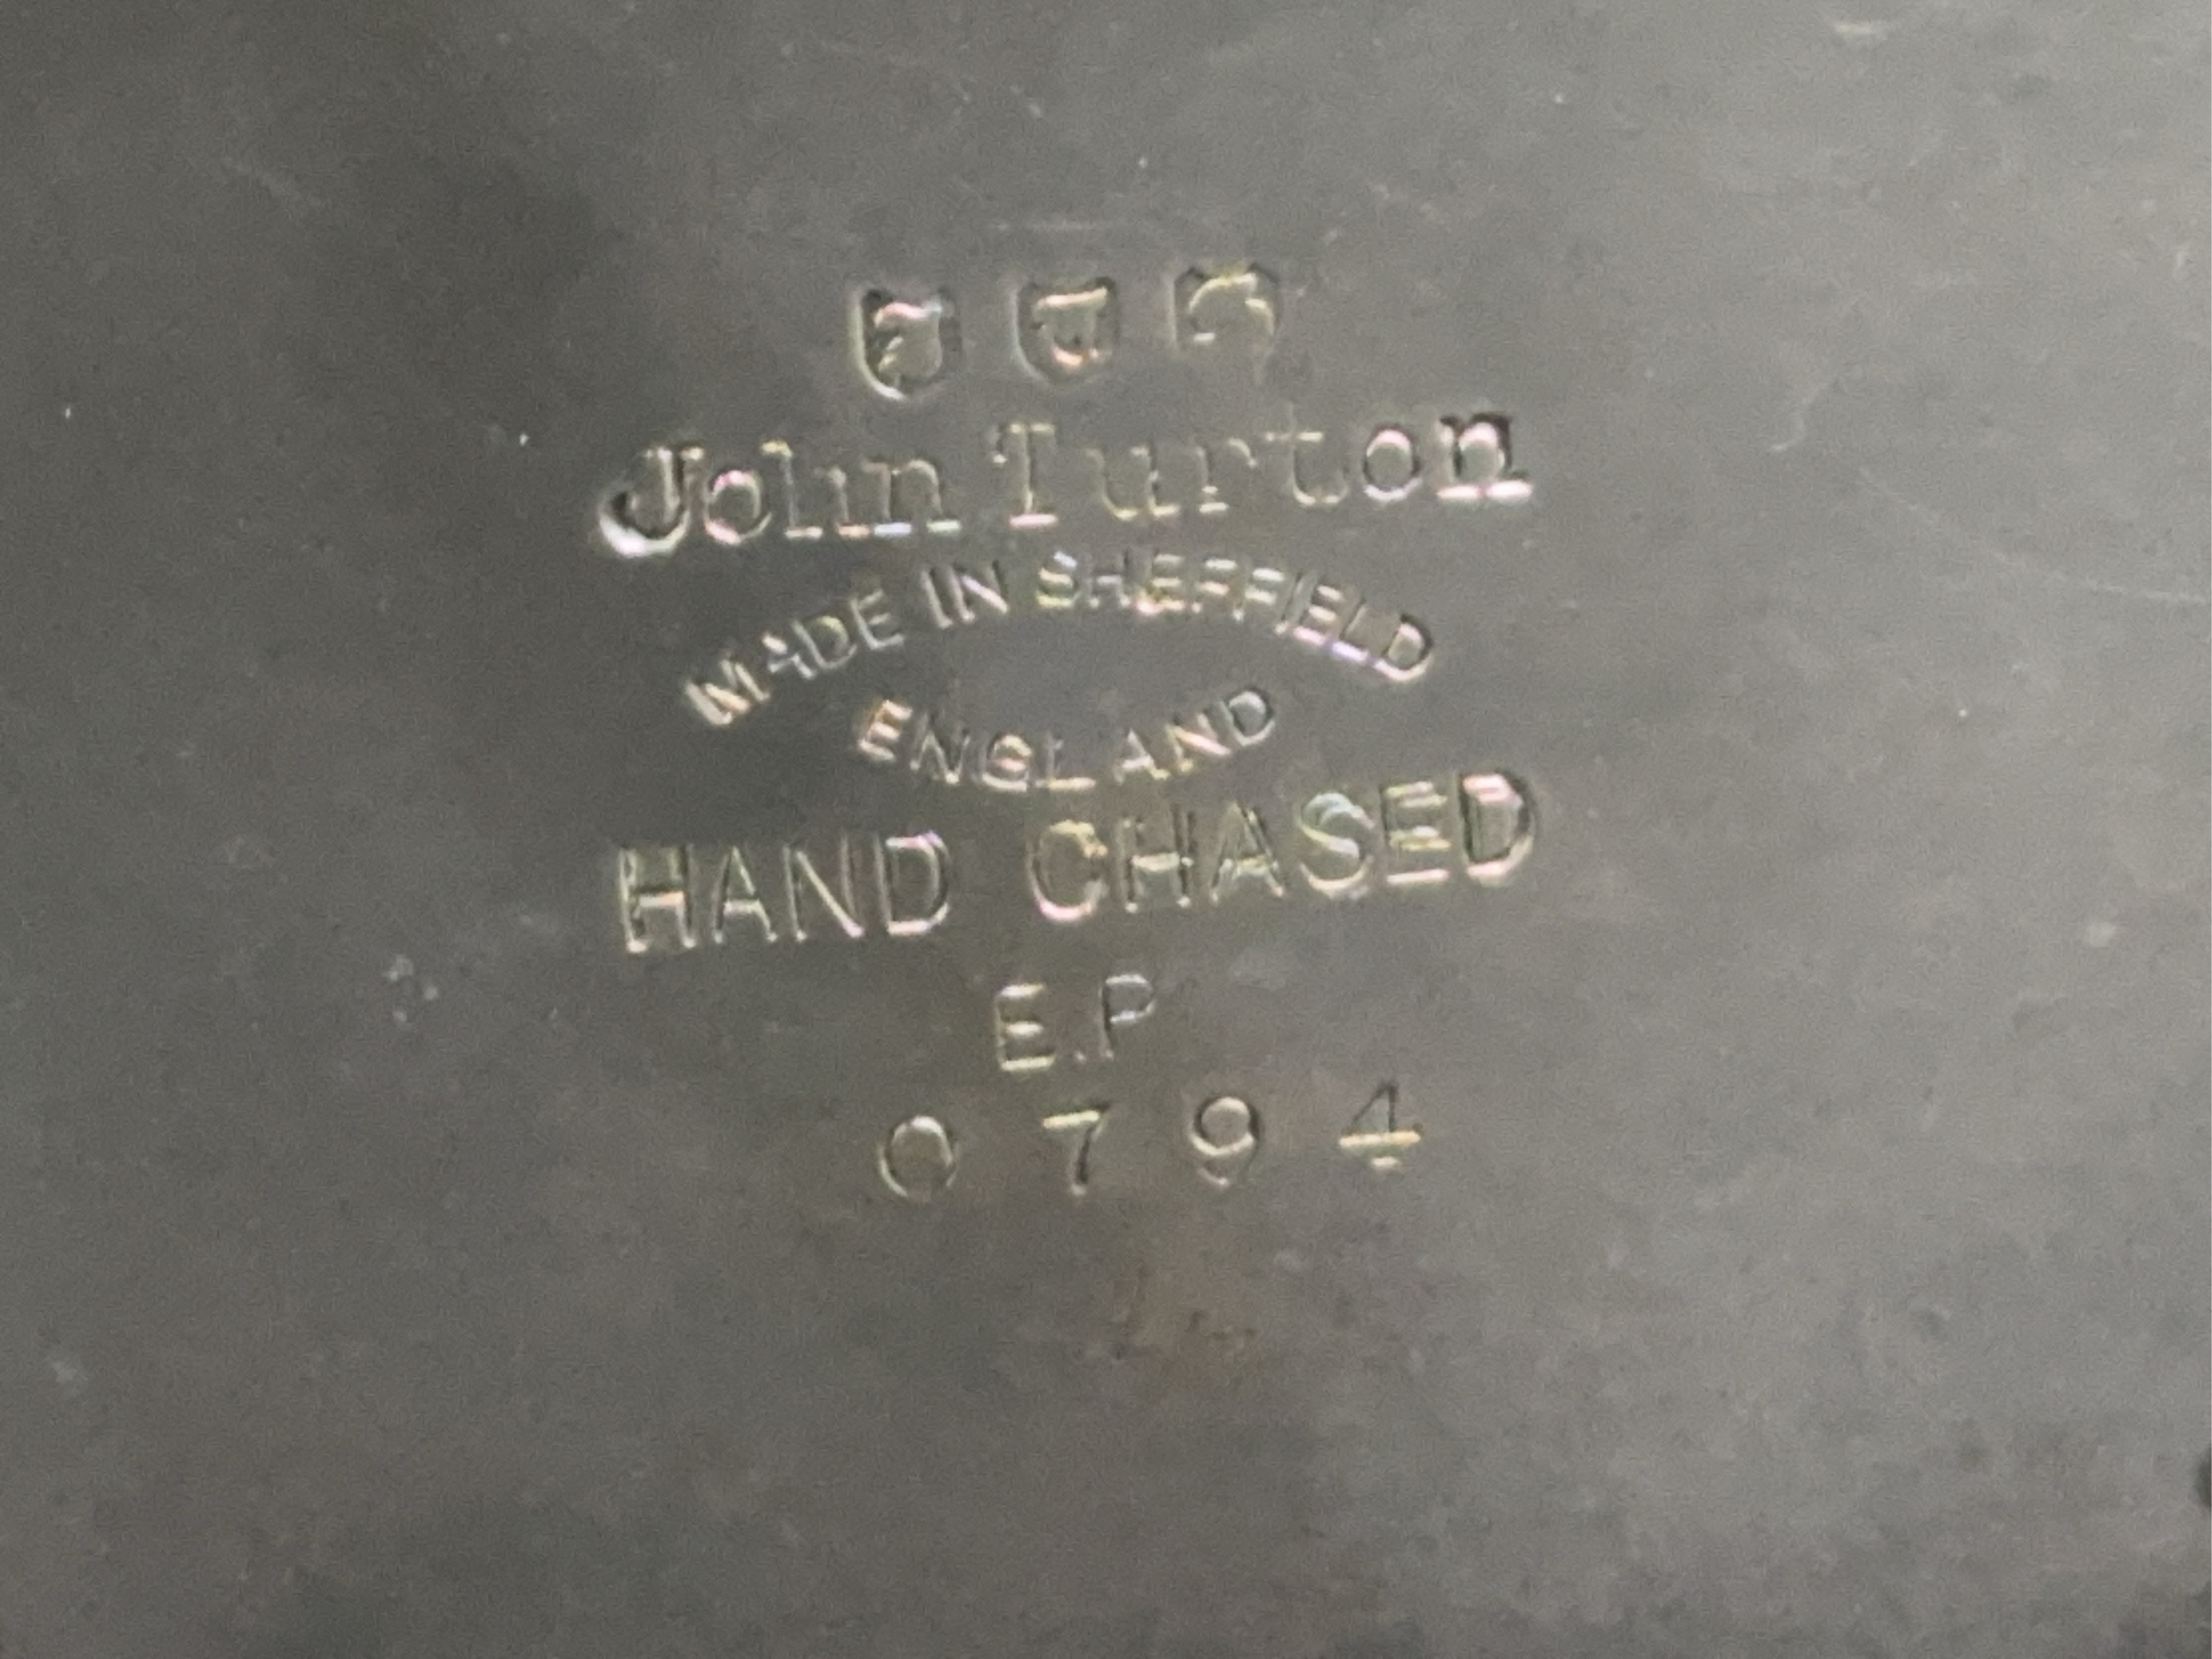 John Turton
MADE IN SHEFFIELD
ENGLAND
HAND CHASED
E.P
0794